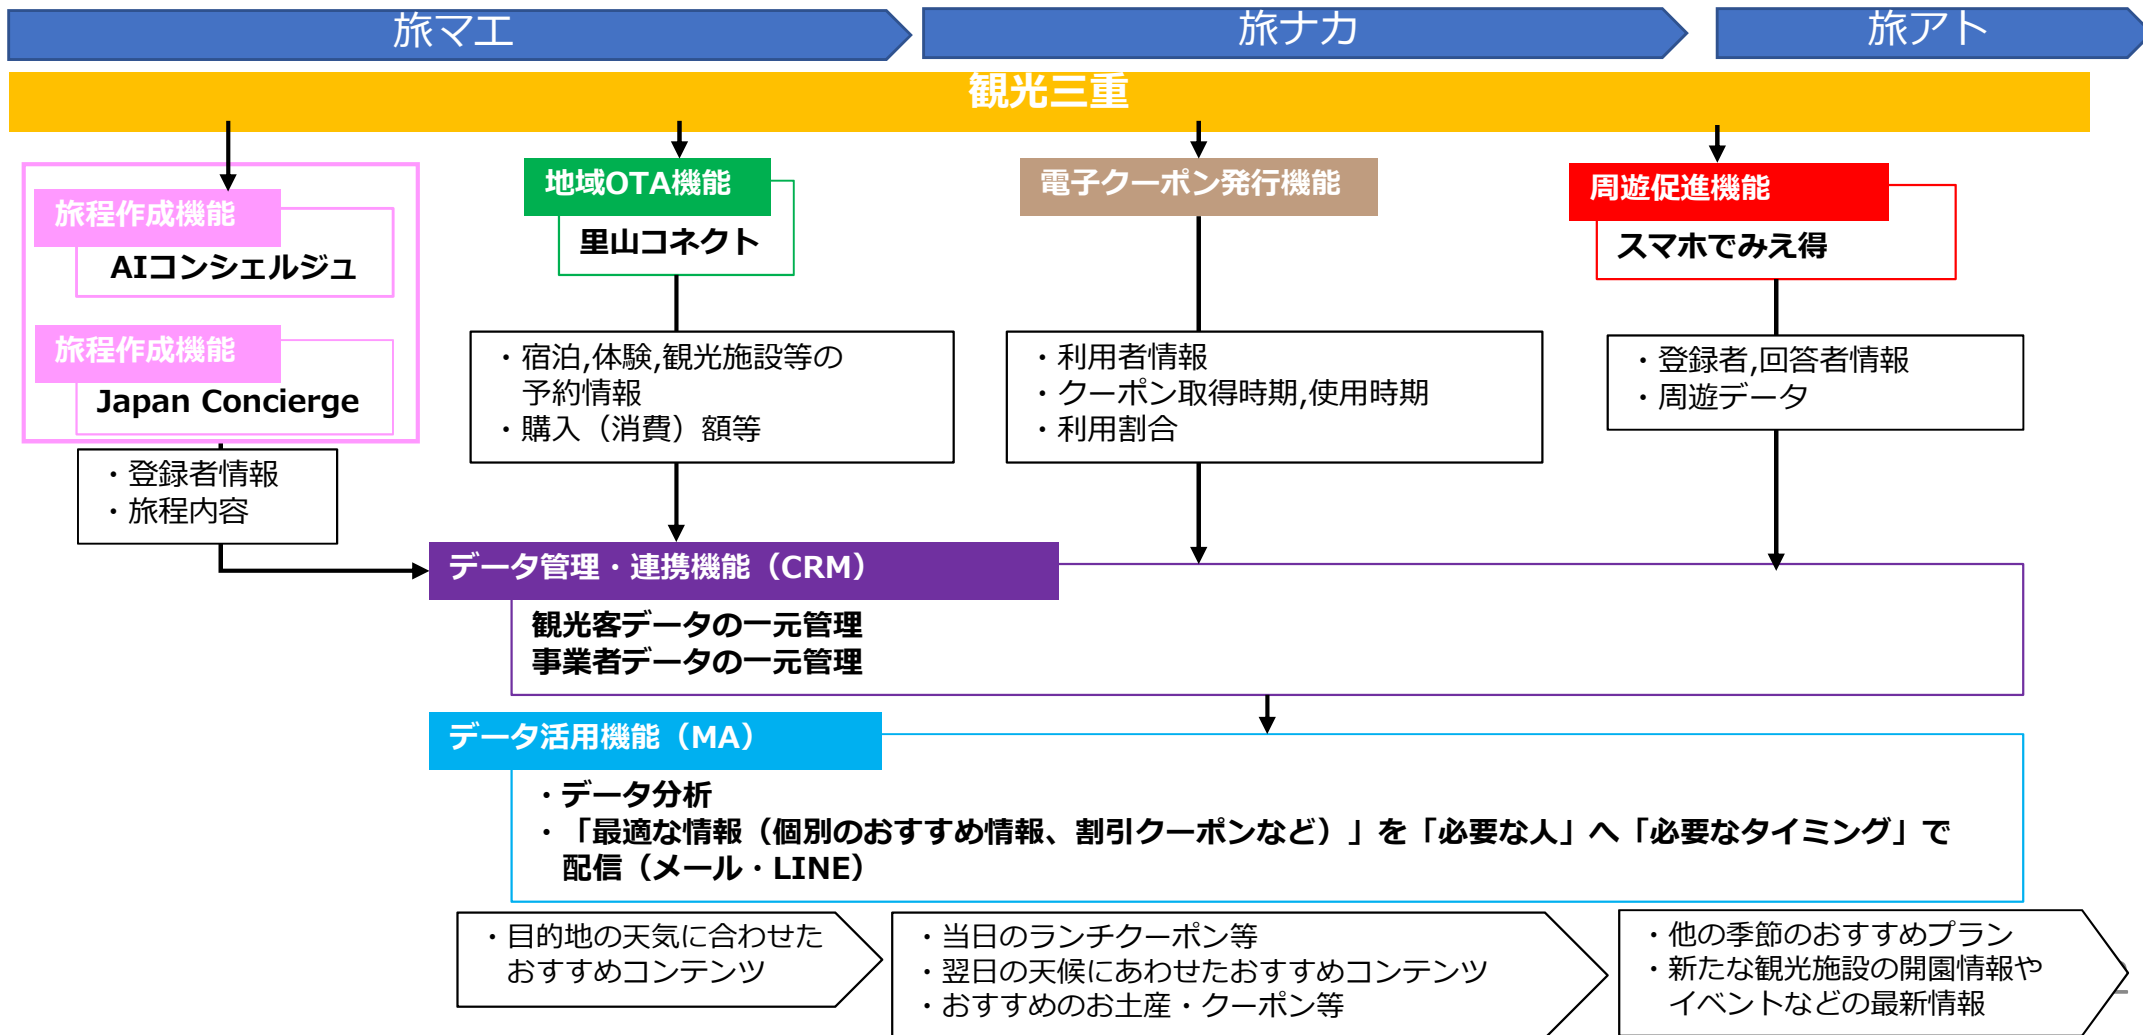 旅マエ
旅ナカ
旅アト
観光三重
旅程作成機能
AIコンシェルジュ
旅程作成機能
Japan Concierge
地域OTA機能
里山コネクト
電子クーポン発行機能
周遊促進機能
スマホでみえ得
・登録者情報
・旅程内容
・宿泊,体験,観光施設等の
予約情報
・購入（消費）額等
・利用者情報
・クーポン取得時期,使用時期
・利用割合
・登録者,回答者情報
・周遊データ
データ管理・連携機能（CRM）
観光客データの一元管理
事業者データの一元管理
データ活用機能（MA）
・データ分析
・「最適な情報（個別のおすすめ情報、割引クーポンなど）」を「必要な人」へ「必要なタイミング」で
配信（メール・LINE）
・目的地の天気に合わせた
おすすめコンテンツ
・当日のランチクーポン等
・翌日の天候にあわせたおすすめコンテンツ
・おすすめのお土産・クーポン等
・他の季節のおすすめプラン
・新たな観光施設の開園情報や
イベントなどの最新情報